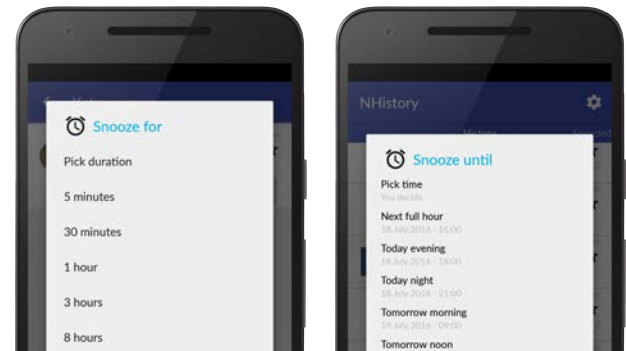 Snooze for
Pick duration
5 minutes
30 minutes
1 hour
3 hours
8 hours
NHistory
History
Snoozed
Snooze until
Pick time
You decide
Next full hour
18.July.2016 - 16:00
Today evening
18.July.2016 - 18:00
Today night
18.July.2016 - 21:00
Tomorrow morning
19.July.2016 - 09:00
Tomorrow noon